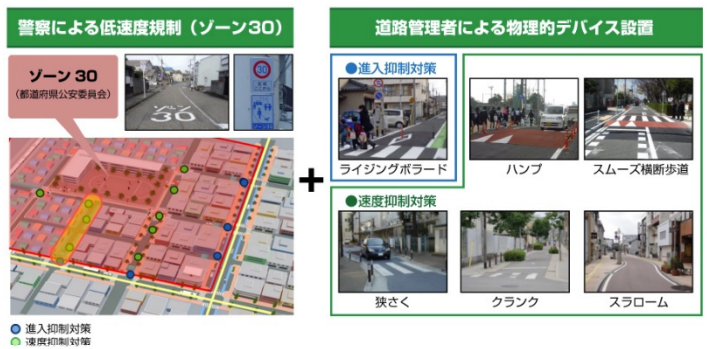 警察による低速度規制（ゾーン30）
ゾーン 30
（都道府県公安委員会）
ゾーン
30
30
進入抑制対策
速度抑制対策
+
道路管理者による物理的デバイス設置
●進入抑制対策
ライジングボラード
ハンプ
スムーズ横断歩道
●速度抑制対策
狭さく
クランク
スラローム